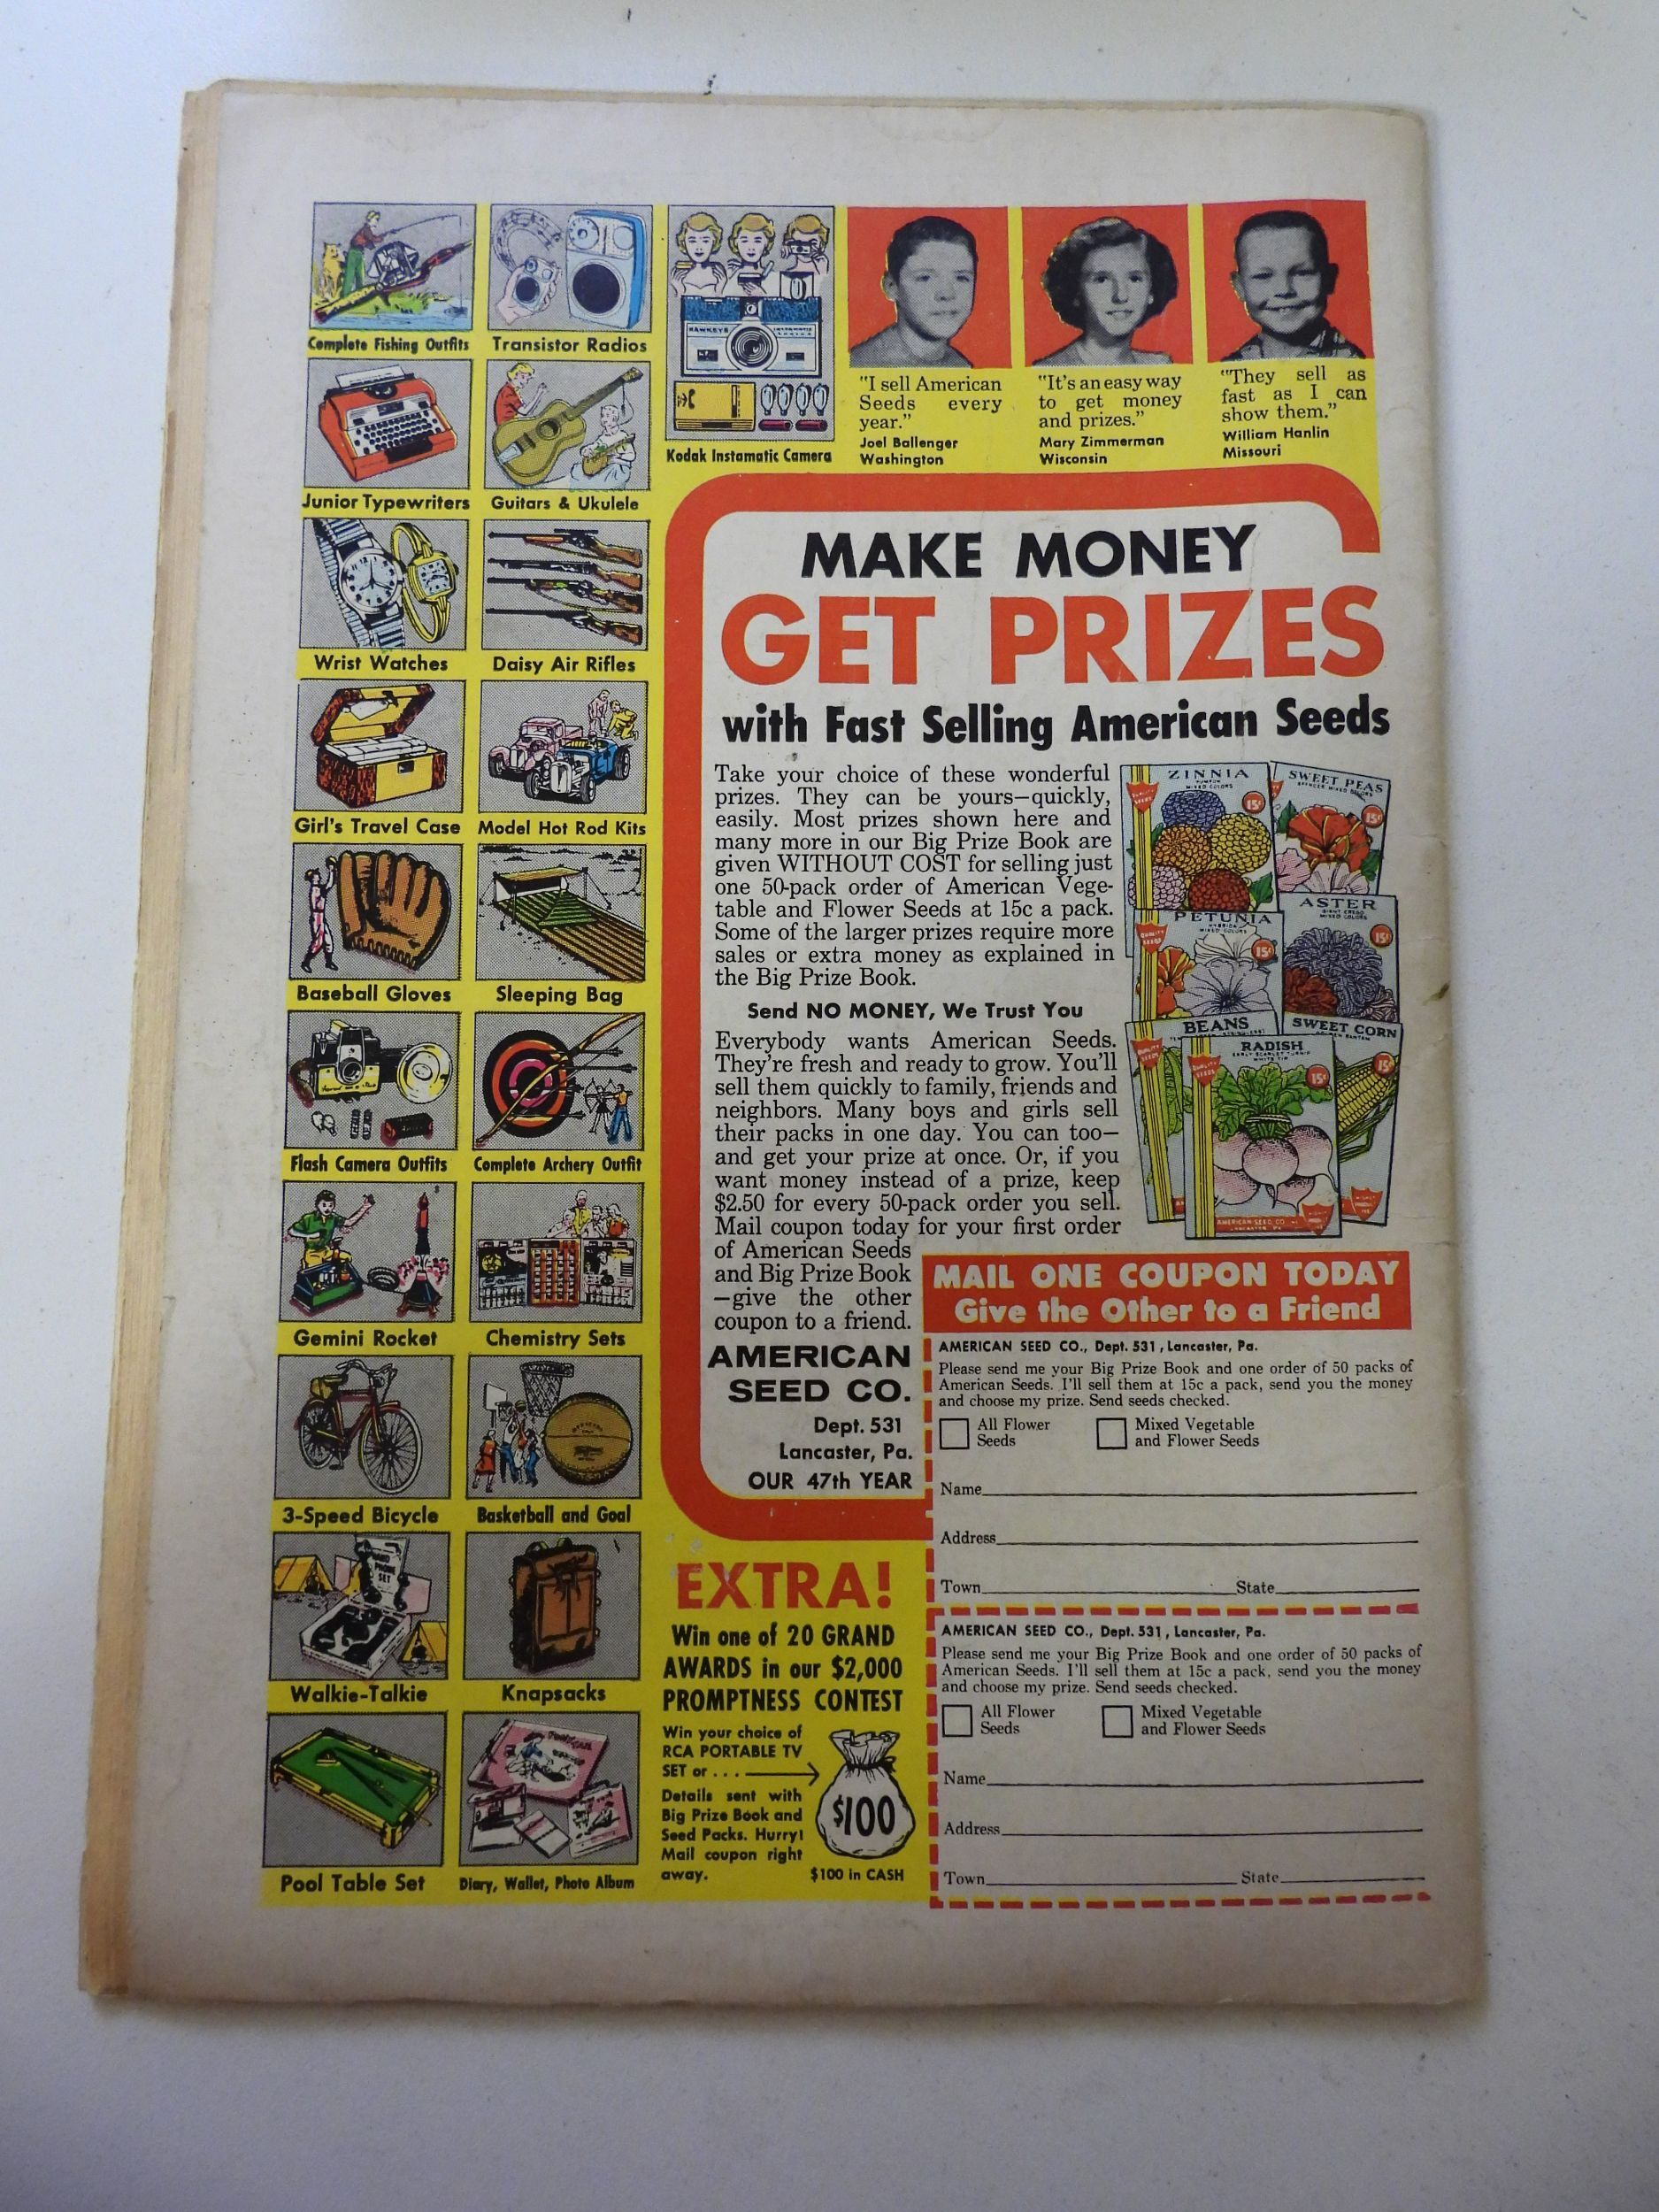 Complete Fishing Outfits
Transistor Radios
HAWKEYE
Kodak Instamatic Camera
"I sell American
Seeds every
year."
Joel Ballenger
Washington
"It's an easy way
to get money
and prizes."
Mary Zimmerman
Wisconsin
"They sell as
fast as I can
show them."
William Hanlin
Missouri
Junior Typewriters
Guitars & Ukulele
Wrist Watches
Daisy Air Rifles
Girl's Travel Case
Model Hot Rod Kits
Baseball Gloves
Sleeping Bag
Flash Camera Outfits
Complete Archery Outfit
Gemini Rocket
Chemistry Sets
3-Speed Bicycle
Basketball and Goal
Walkie-Talkie
Knapsacks
Pool Table Set
Diary, Wallet, Photo Album
MAKE MONEY
GET PRIZES
with Fast Selling American Seeds
Take your choice of these wonderful
prizes. They can be yours—quickly,
easily. Most prizes shown here and
many more in our Big Prize Book are
given WITHOUT COST for selling just
one 50-pack order of American Vege-
table and Flower Seeds at 15c a pack.
Some of the larger prizes require more
sales or extra money as explained in
the Big Prize Book.
Send NO MONEY, We Trust You
Everybody wants American Seeds.
They're fresh and ready to grow. You'll
sell them quickly to family, friends and
neighbors. Many boys and girls sell
their packs in one day. You can too—
and get your prize at once. Or, if you
want money instead of a prize, keep
$2.50 for every 50-pack order you sell.
Mail coupon today for your first order
of American Seeds
and Big Prize Book
—give the other
coupon to a friend.
AMERICAN
SEED CO.
Dept. 531
Lancaster, Pa.
OUR 47th YEAR
ZINNIA
MIXED COLORS
15¢
SWEET PEAS
15¢
PETUNIA
MIXED COLORS
15¢
ASTER
MIXED COLORS
15¢
BEANS
SWEET CORN
15¢
RADISH
15¢
AMERICAN SEED CO
MAIL ONE COUPON TODAY
Give the Other to a Friend
AMERICAN SEED CO., Dept. 531, Lancaster, Pa.
Please send me your Big Prize Book and one order of 50 packs of
American Seeds. I'll sell them at 15c a pack, send you the money
and choose my prize. Send seeds checked.
All Flower
Seeds
Mixed Vegetable
and Flower Seeds
Name
Address
Town State
AMERICAN SEED CO., Dept. 531, Lancaster, Pa.
Please send me your Big Prize Book and one order of 50 packs of
American Seeds. I'll sell them at 15c a pack, send you the money
and choose my prize. Send seeds checked.
All Flower
Seeds
Mixed Vegetable
and Flower Seeds
Name
Address
Town State
EXTRA!
Win one of 20 GRAND
AWARDS in our $2,000
PROMPTNESS CONTEST
Win your choice of
RCA PORTABLE TV
SET or . . .
Details sent with
Big Prize Book and
Seed Packs. Hurry!
Mail coupon right
away.
$100
$100 in CASH